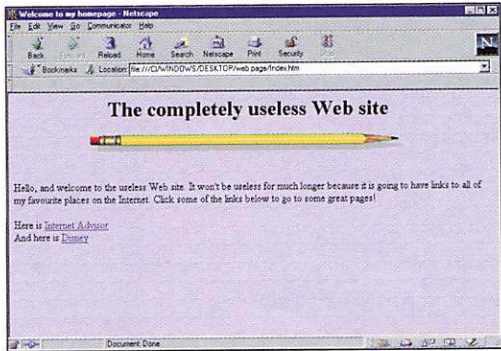 Welcome to my homepage - Netscape
File Edit View Go Communicator Help
Back Forward Reload Home Search Netscape Print Security Stop
Bookmarks Location: file:///C|/WINDOWS/DESKTOP/web page/Index.htm
The completely useless Web site
Hello, and welcome to the useless Web site. It won't be useless for much longer because it is going to have links to all of
my favourite places on the Internet. Click some of the links below to go to some great pages!
Here is Internet Advisor
And here is Disney
Document Done